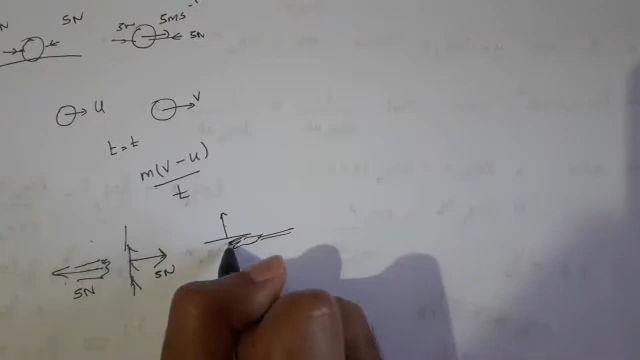 5N 3N 5ms⁻¹ 5N
u v
t=t
m(v-u)
t
5N 5N